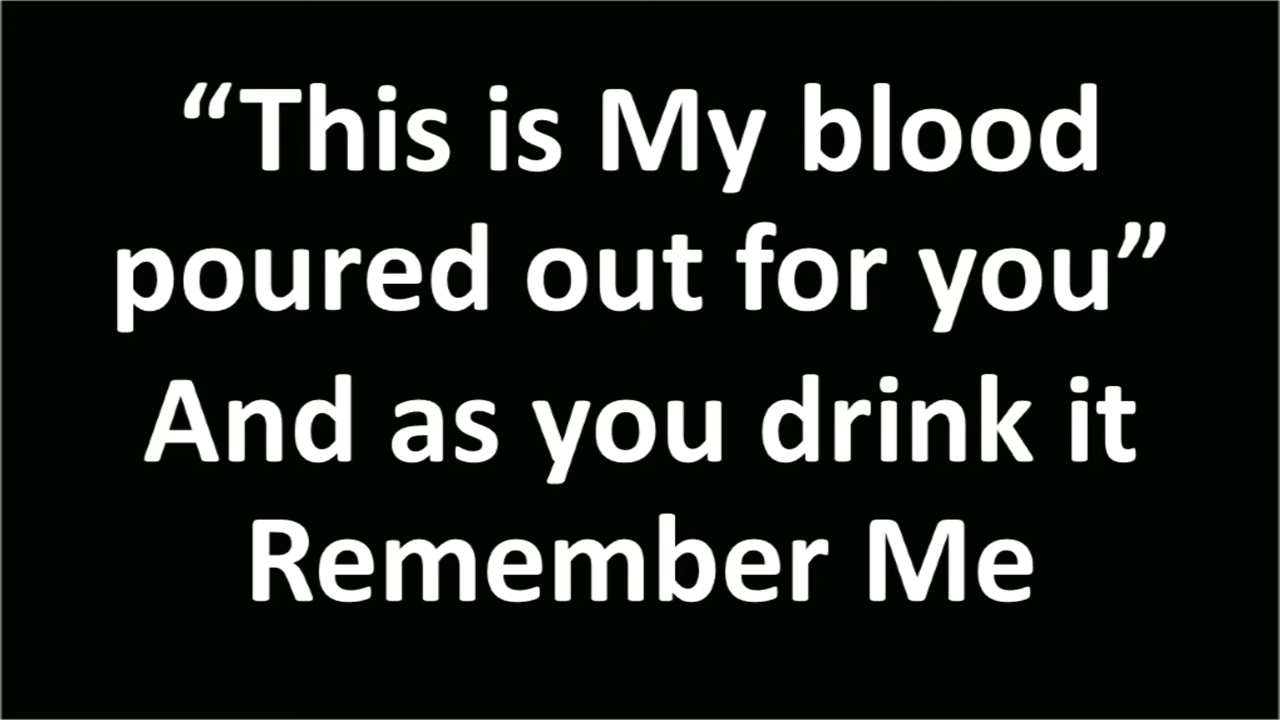 “This is My blood
poured out for you”
And as you drink it
Remember Me